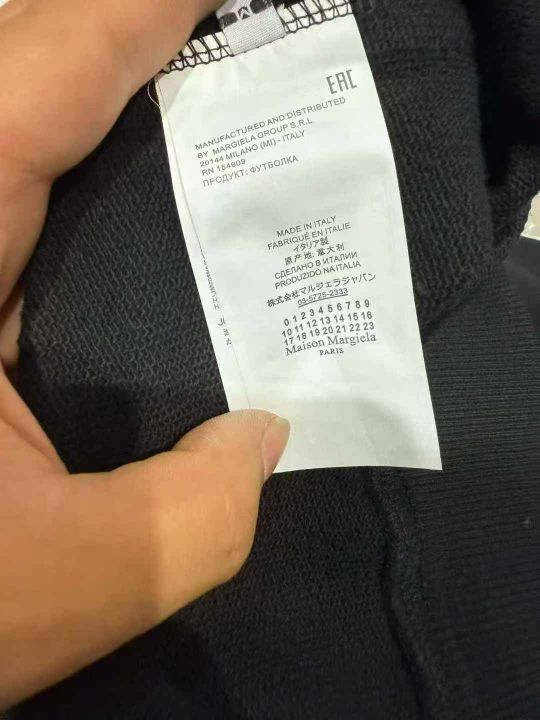 EAC
MANUFACTURED AND DISTRIBUTED
BY MARGIELA GROUP S.R.L
20144 MILANO (MI) - ITALY
RN 154909
ПРОДУКТ: ФУТБОЛКА
MADE IN ITALY
FABRIQUÉ EN ITALIE
イタリア製
原产地: 意大利
СДЕЛАНО В ИТАЛИИ
PRODUZIDO NA ITALIA
株式会社マルジェラジャパン
03-5725-2333
0 1 2 3 4 5 6 7 8 9
10 11 12 13 14 15 16
17 18 19 20 21 22 23
Maison Margiela
PARIS